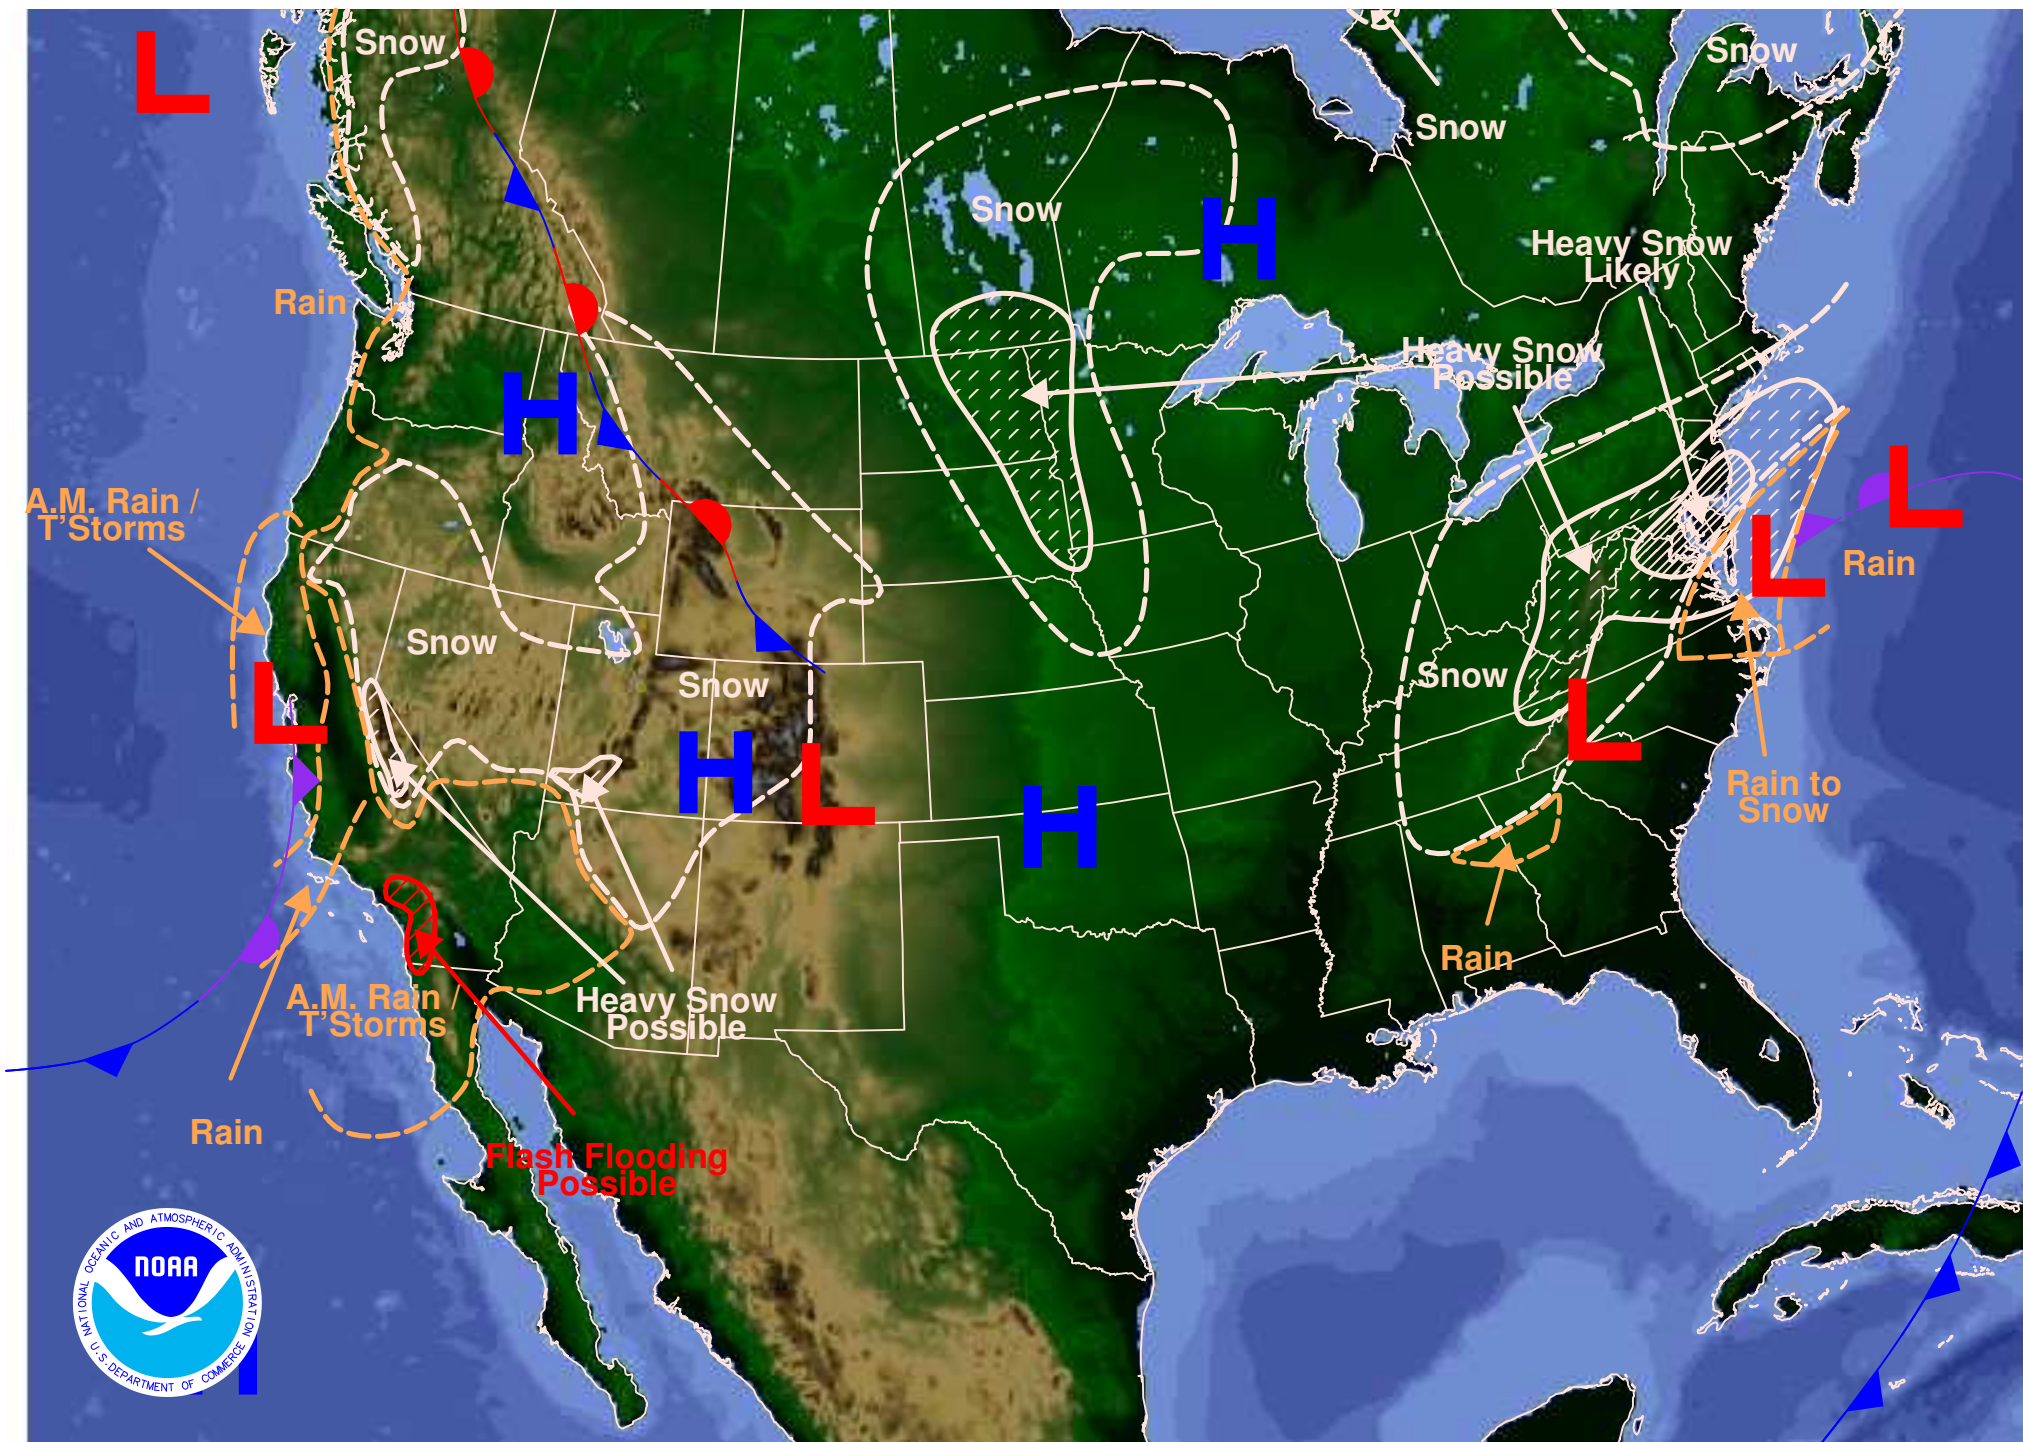 Snow
L
Snow
Snow
Snow
H
Heavy Snow
Likely
Rain
Heavy Snow
Possible
H
A.M. Rain /
T'Storms
L
L
Rain
Snow
Snow
Snow
L
L
H
L
H
Rain to
Snow
Rain
A.M. Rain /
T'Storms
Heavy Snow
Possible
Rain
Flash Flooding
Possible
NATIONAL OCEANIC AND ATMOSPHERIC ADMINISTRATION
NOAA
U.S. DEPARTMENT OF COMMERCE
H